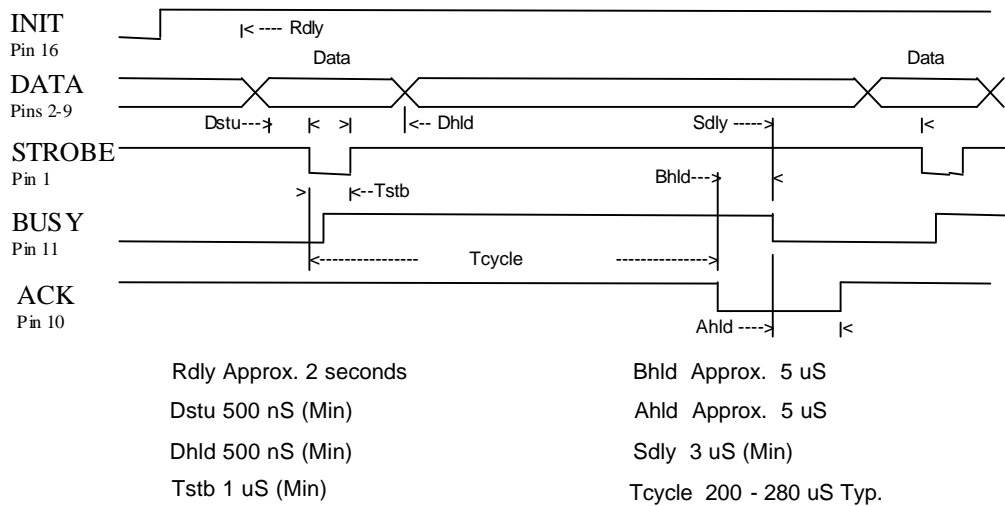 INIT
Pin 16
|< ---- Rdly
DATA
Pins 2-9
Data
Data
Dstu--->
< >
<-- Dhld
Sdly ---->
<
STROBE
Pin 1
>
<--Tstb
Bhld--->
<
BUSY
Pin 11
<--------------- Tcycle -------------->
ACK
Pin 10
Ahld ---->
<
Rdly Approx. 2 seconds
Dstu 500 nS (Min)
Dhld 500 nS (Min)
Tstb 1 uS (Min)
Bhld Approx. 5 uS
Ahld Approx. 5 uS
Sdly 3 uS (Min)
Tcycle 200 - 280 uS Typ.